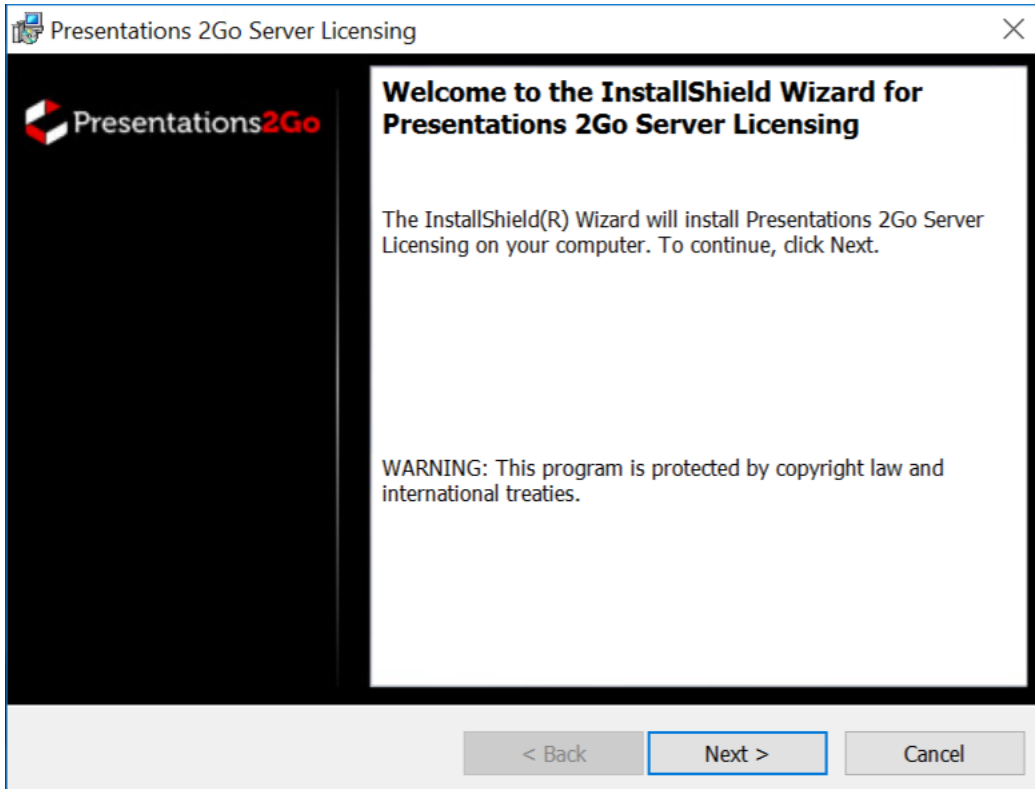 Presentations 2Go Server Licensing
Presentations2Go
Welcome to the InstallShield Wizard for
Presentations 2Go Server Licensing
The InstallShield(R) Wizard will install Presentations 2Go Server
Licensing on your computer. To continue, click Next.
WARNING: This program is protected by copyright law and
international treaties.
< Back
Next >
Cancel